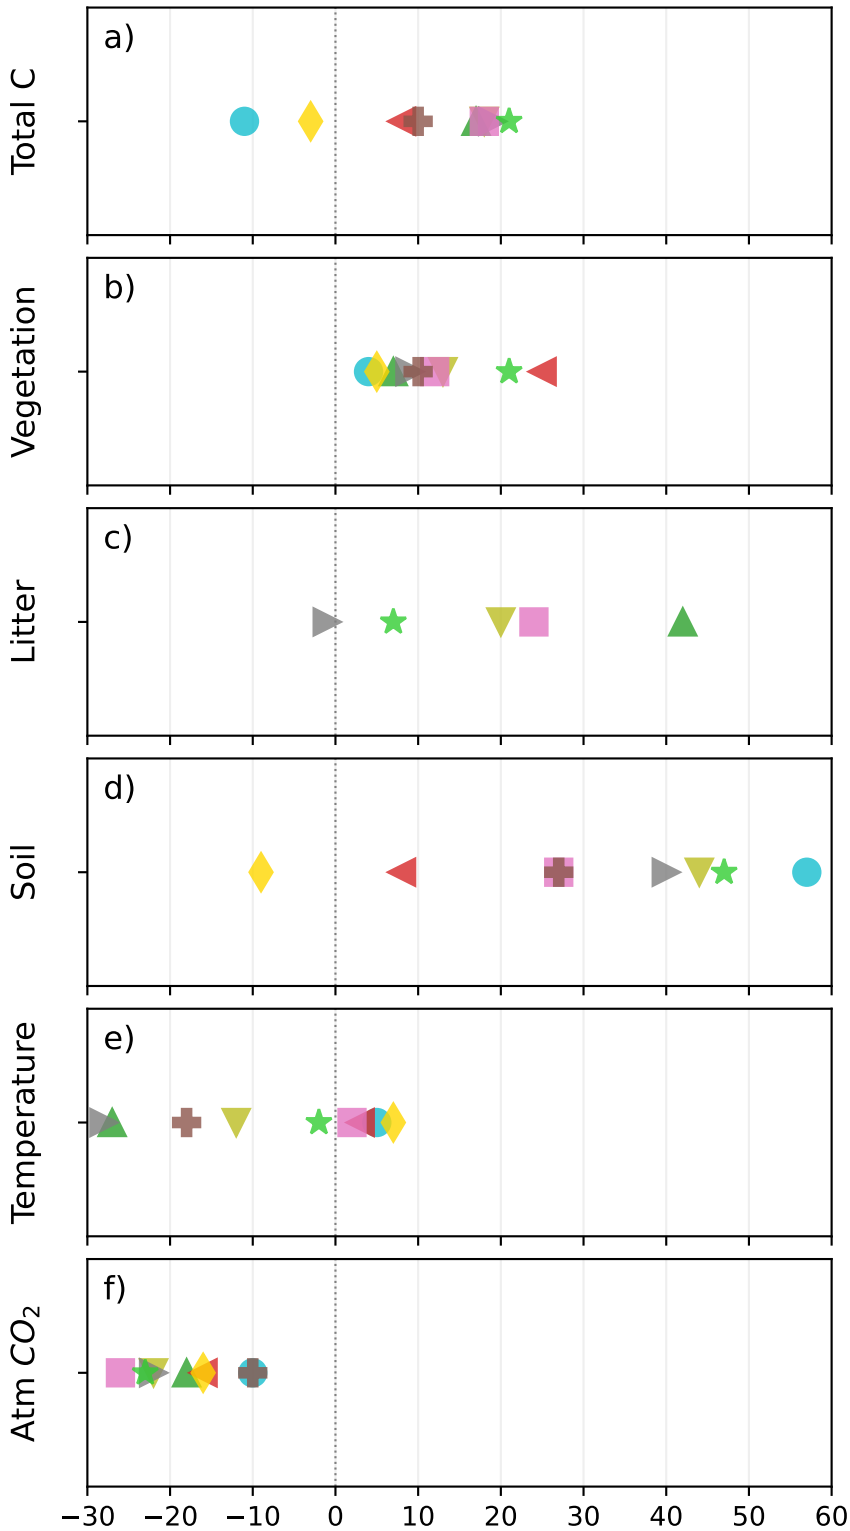 a)
Total C
b)
Vegetation
c)
Litter
d)
Soil
e)
Temperature
f)
Atm CO₂
−30 −20 −10 0 10 20 30 40 50 60